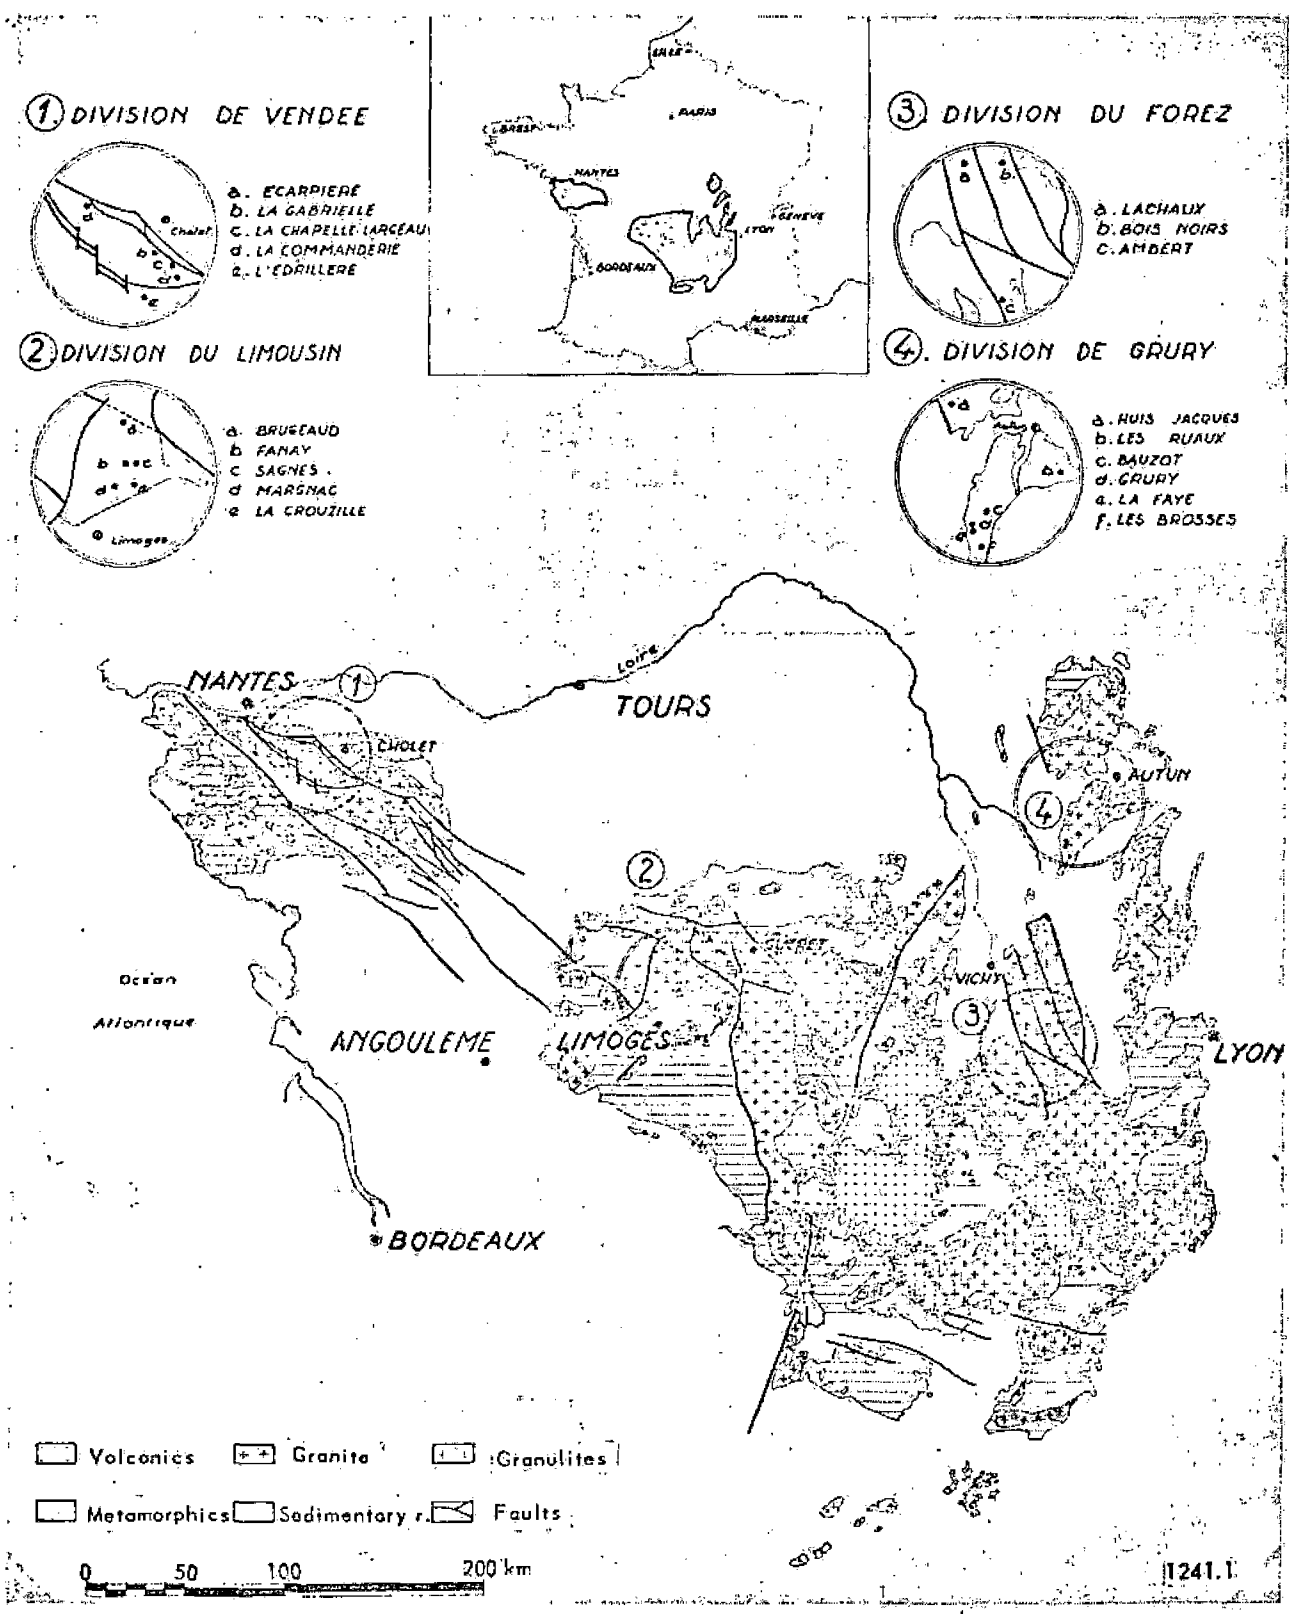 1. DIVISION DE VENDEE
a. ECARPIERE
b. LA GABRIELLE
c. LA CHAPELLE LARGEAU
d. LA COMMANDERIE
e. L'EDRILLERE
Cholet
d
b
c
a
e
2. DIVISION DU LIMOUSIN
a. BRUGEAUD
b FANAY
c SAGNES.
d MARGNAC
e LA CROUZILLE
a
b
c
d
e
Limoges
LILLE
PARIS
BREST
NANTES
GENEVE
LYON
BORDEAUX
MARSEILLE
3. DIVISION DU FOREZ
a. LACHAUX
b. BOIS NOIRS
c. AMBERT
a
b
c
4. DIVISION DE GRURY
a. HUIS JACQUES
b. LES RUAUX
c. BAUZOT
d. GRURY
e. LA FAYE
f. LES BROSSES
Autun
b
c
d
NANTES
1
LOIRE
TOURS
CHOLET
AUTUN
4
2
GUERET
VICHY
3
Océan
Atlantique
ANGOULEME
LIMOGES
LYON
BORDEAUX
Volcanics
Granite
Granulites
Metamorphics
Sedimentary r.
Faults
0 50 100 200 km
1241.1